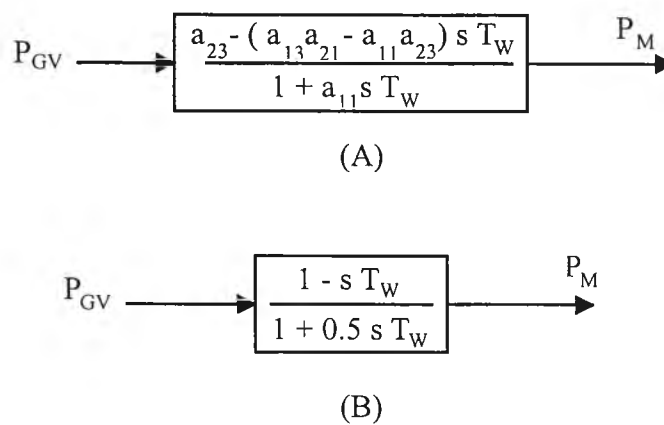 P_GV
a_23 - ( a_13 a_21 - a_11 a_23 ) s T_W
1 + a_11 s T_W
P_M
(A)
P_GV
1 - s T_W
1 + 0.5 s T_W
P_M
(B)